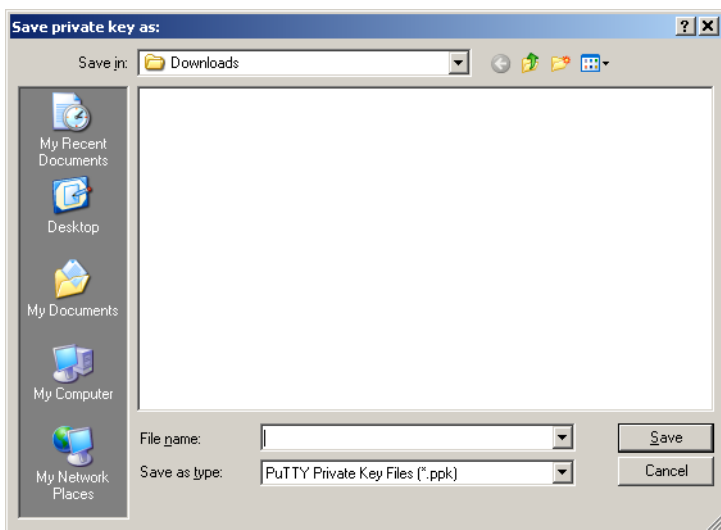 Save private key as:
Save in:
Downloads
My Recent
Documents
Desktop
My Documents
My Computer
My Network
Places
File name:
Save
Save as type:
PuTTY Private Key Files (*.ppk)
Cancel